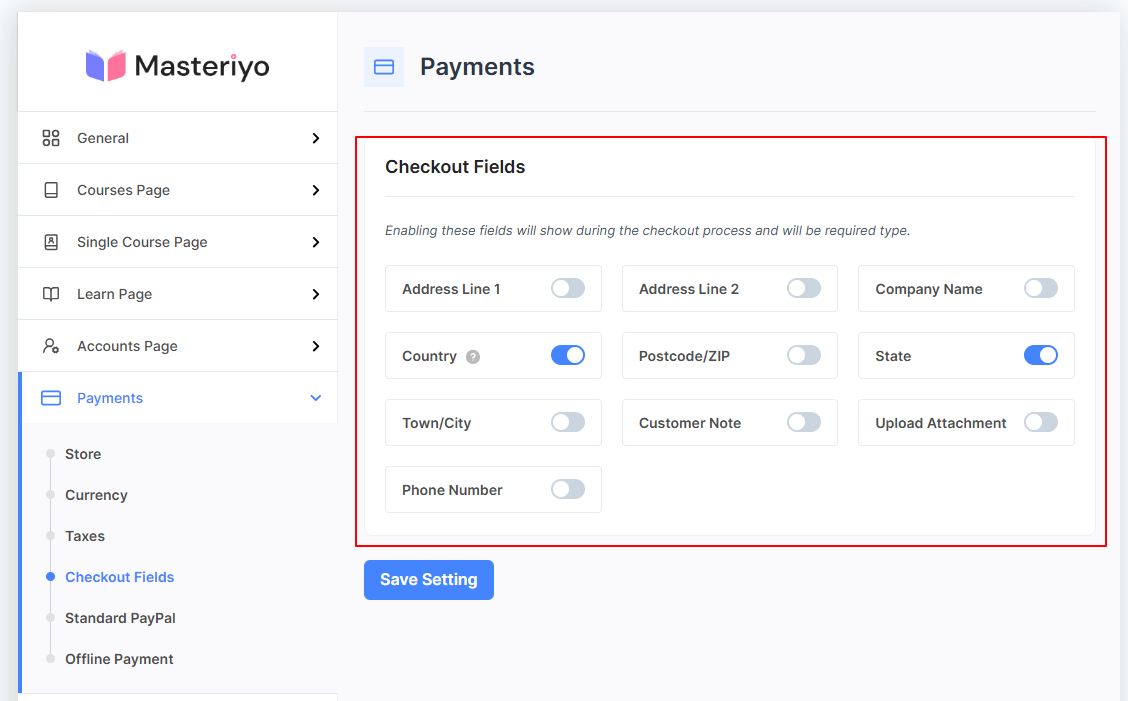 Masteriyo
General
Courses Page
Single Course Page
Learn Page
Accounts Page
Payments
Store
Currency
Taxes
Checkout Fields
Standard PayPal
Offline Payment
Payments
Checkout Fields
Enabling these fields will show during the checkout process and will be required type.
Address Line 1
Address Line 2
Company Name
Country ?
Postcode/ZIP
State
Town/City
Customer Note
Upload Attachment
Phone Number
Save Setting